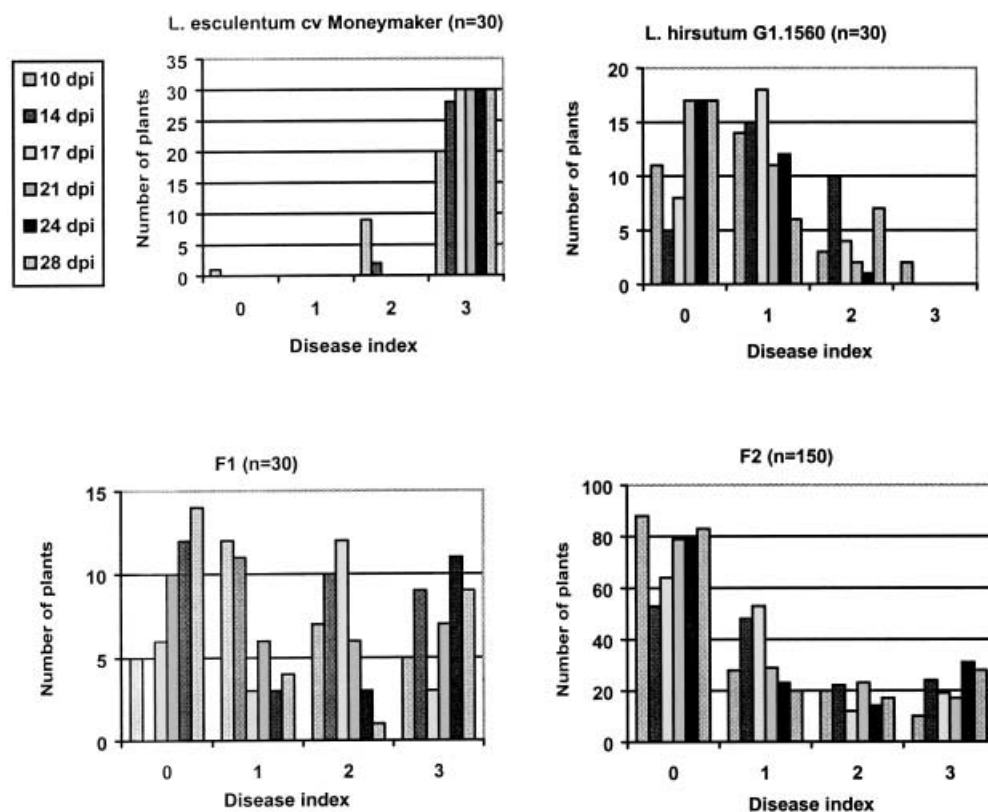 L. esculentum cv Moneymaker (n=30)
10 dpi
14 dpi
17 dpi
21 dpi
24 dpi
28 dpi
Number of plants
35
30
25
20
15
10
5
0
0 1 2 3
Disease index
L. hirsutum G1.1560 (n=30)
Number of plants
20
15
10
5
0
0 1 2 3
Disease index
F1 (n=30)
Number of plants
15
10
5
0
0 1 2 3
Disease index
F2 (n=150)
Number of plants
100
80
60
40
20
0
0 1 2 3
Disease index